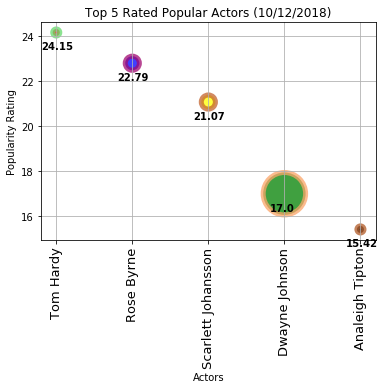 Top 5 Rated Popular Actors (10/12/2018)
24
22
20
18
16
Popularity Rating
24.15
22.79
21.07
17.0
15.42
Tom Hardy
Rose Byrne
Scarlett Johansson
Dwayne Johnson
Analeigh Tipton
Actors